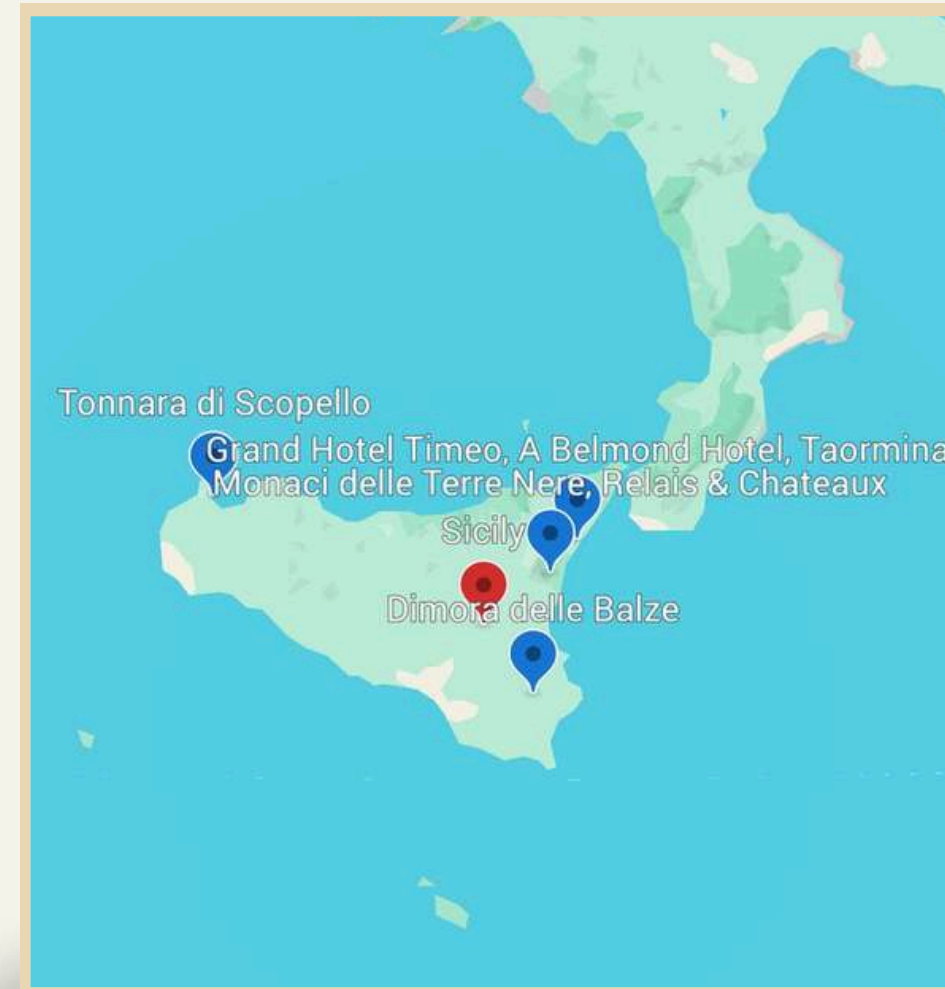 Tonnara di Scopello
Grand Hotel Timeo, A Belmond Hotel, Taormina
Monaci delle Terre Nere, Relais & Chateaux
Sicily
Dimora delle Balze